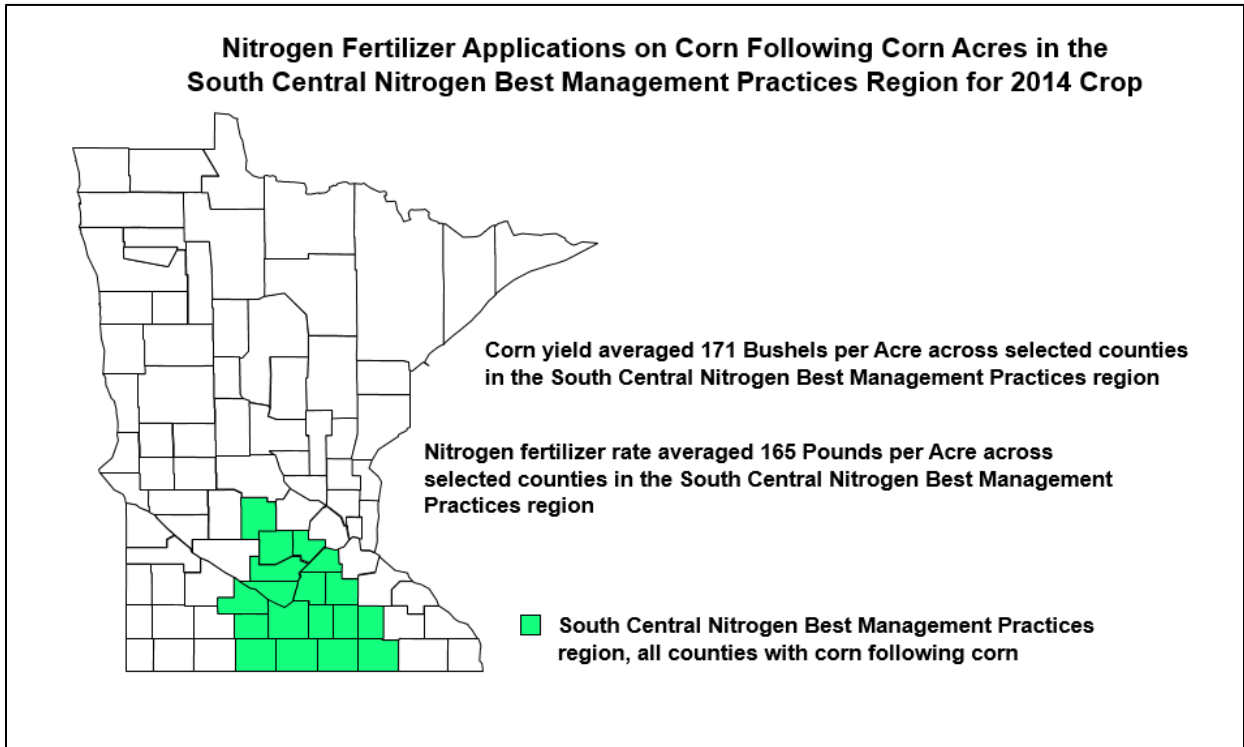 Nitrogen Fertilizer Applications on Corn Following Corn Acres in the
South Central Nitrogen Best Management Practices Region for 2014 Crop
Corn yield averaged 171 Bushels per Acre across selected counties
in the South Central Nitrogen Best Management Practices region
Nitrogen fertilizer rate averaged 165 Pounds per Acre across
selected counties in the South Central Nitrogen Best Management
Practices region
South Central Nitrogen Best Management Practices
region, all counties with corn following corn